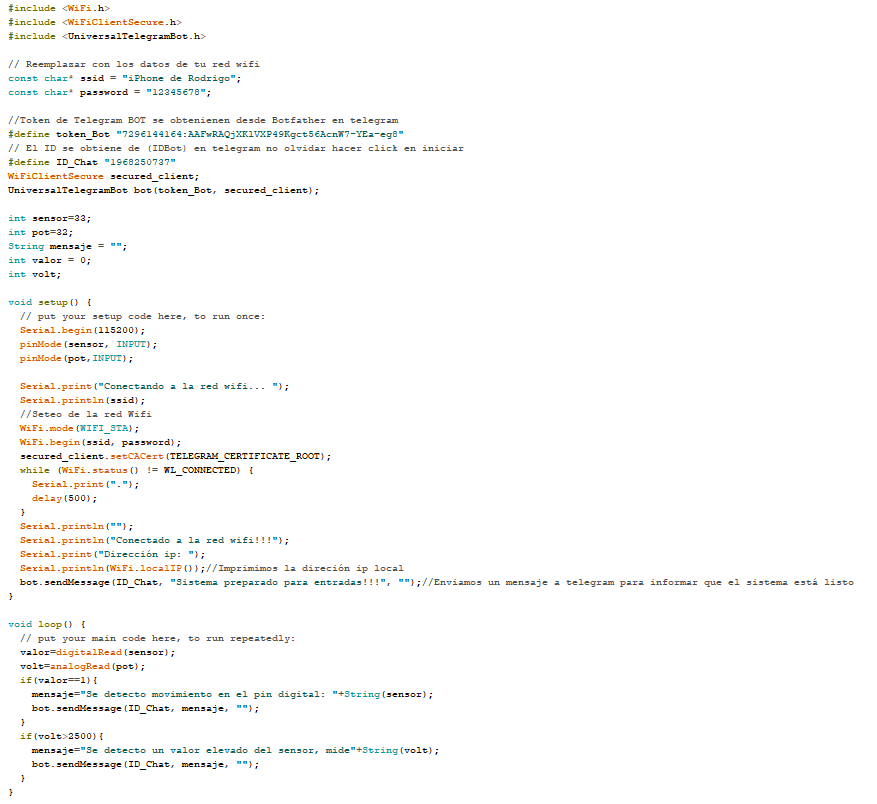 #include <WiFi.h>
#include <WiFiClientSecure.h>
#include <UniversalTelegramBot.h>
// Reemplazar con los datos de tu red wifi
const char* ssid = "iPhone de Rodrigo";
const char* password = "12345678";
//Token de Telegram BOT se obtenienen desde Botfather en telegram
#define token_Bot "7296144164:AAFwRAQjXKlVXP49Kgct56AcnW7-YEa-eg8"
// El ID se obtiene de (IDBot) en telegram no olvidar hacer click en iniciar
#define ID_Chat "1968250737"
WiFiClientSecure secured_client;
UniversalTelegramBot bot(token_Bot, secured_client);
int sensor=33;
int pot=32;
String mensaje = "";
int valor = 0;
int volt;
void setup() {
// put your setup code here, to run once:
Serial.begin(115200);
pinMode(sensor, INPUT);
pinMode(pot,INPUT);
Serial.print("Conectando a la red wifi... ");
Serial.println(ssid);
//Seteo de la red Wifi
WiFi.mode(WIFI_STA);
WiFi.begin(ssid, password);
secured_client.setCACert(TELEGRAM_CERTIFICATE_ROOT);
while (WiFi.status() != WL_CONNECTED) {
Serial.print(".");
delay(500);
}
Serial.println("");
Serial.println("Conectado a la red wifi!!!");
Serial.print("Dirección ip: ");
Serial.println(WiFi.localIP());//Imprimimos la direción ip local
bot.sendMessage(ID_Chat, "Sistema preparado para entradas!!!", "");//Enviamos un mensaje a telegram para informar que el sistema está listo
}
void loop() {
// put your main code here, to run repeatedly:
valor=digitalRead(sensor);
volt=analogRead(pot);
if(valor==1){
mensaje="Se detecto movimiento en el pin digital: "+String(sensor);
bot.sendMessage(ID_Chat, mensaje, "");
}
if(volt>2500){
mensaje="Se detecto un valor elevado del sensor, mide"+String(volt);
bot.sendMessage(ID_Chat, mensaje, "");
}
}